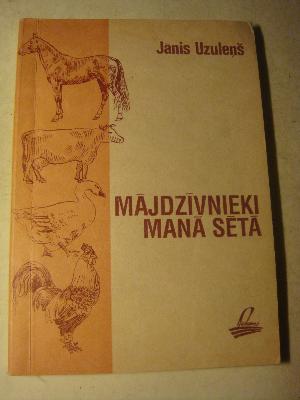 Janis Uzuleņš
MĀJDZĪVNIEKI
MANĀ SĒTĀ